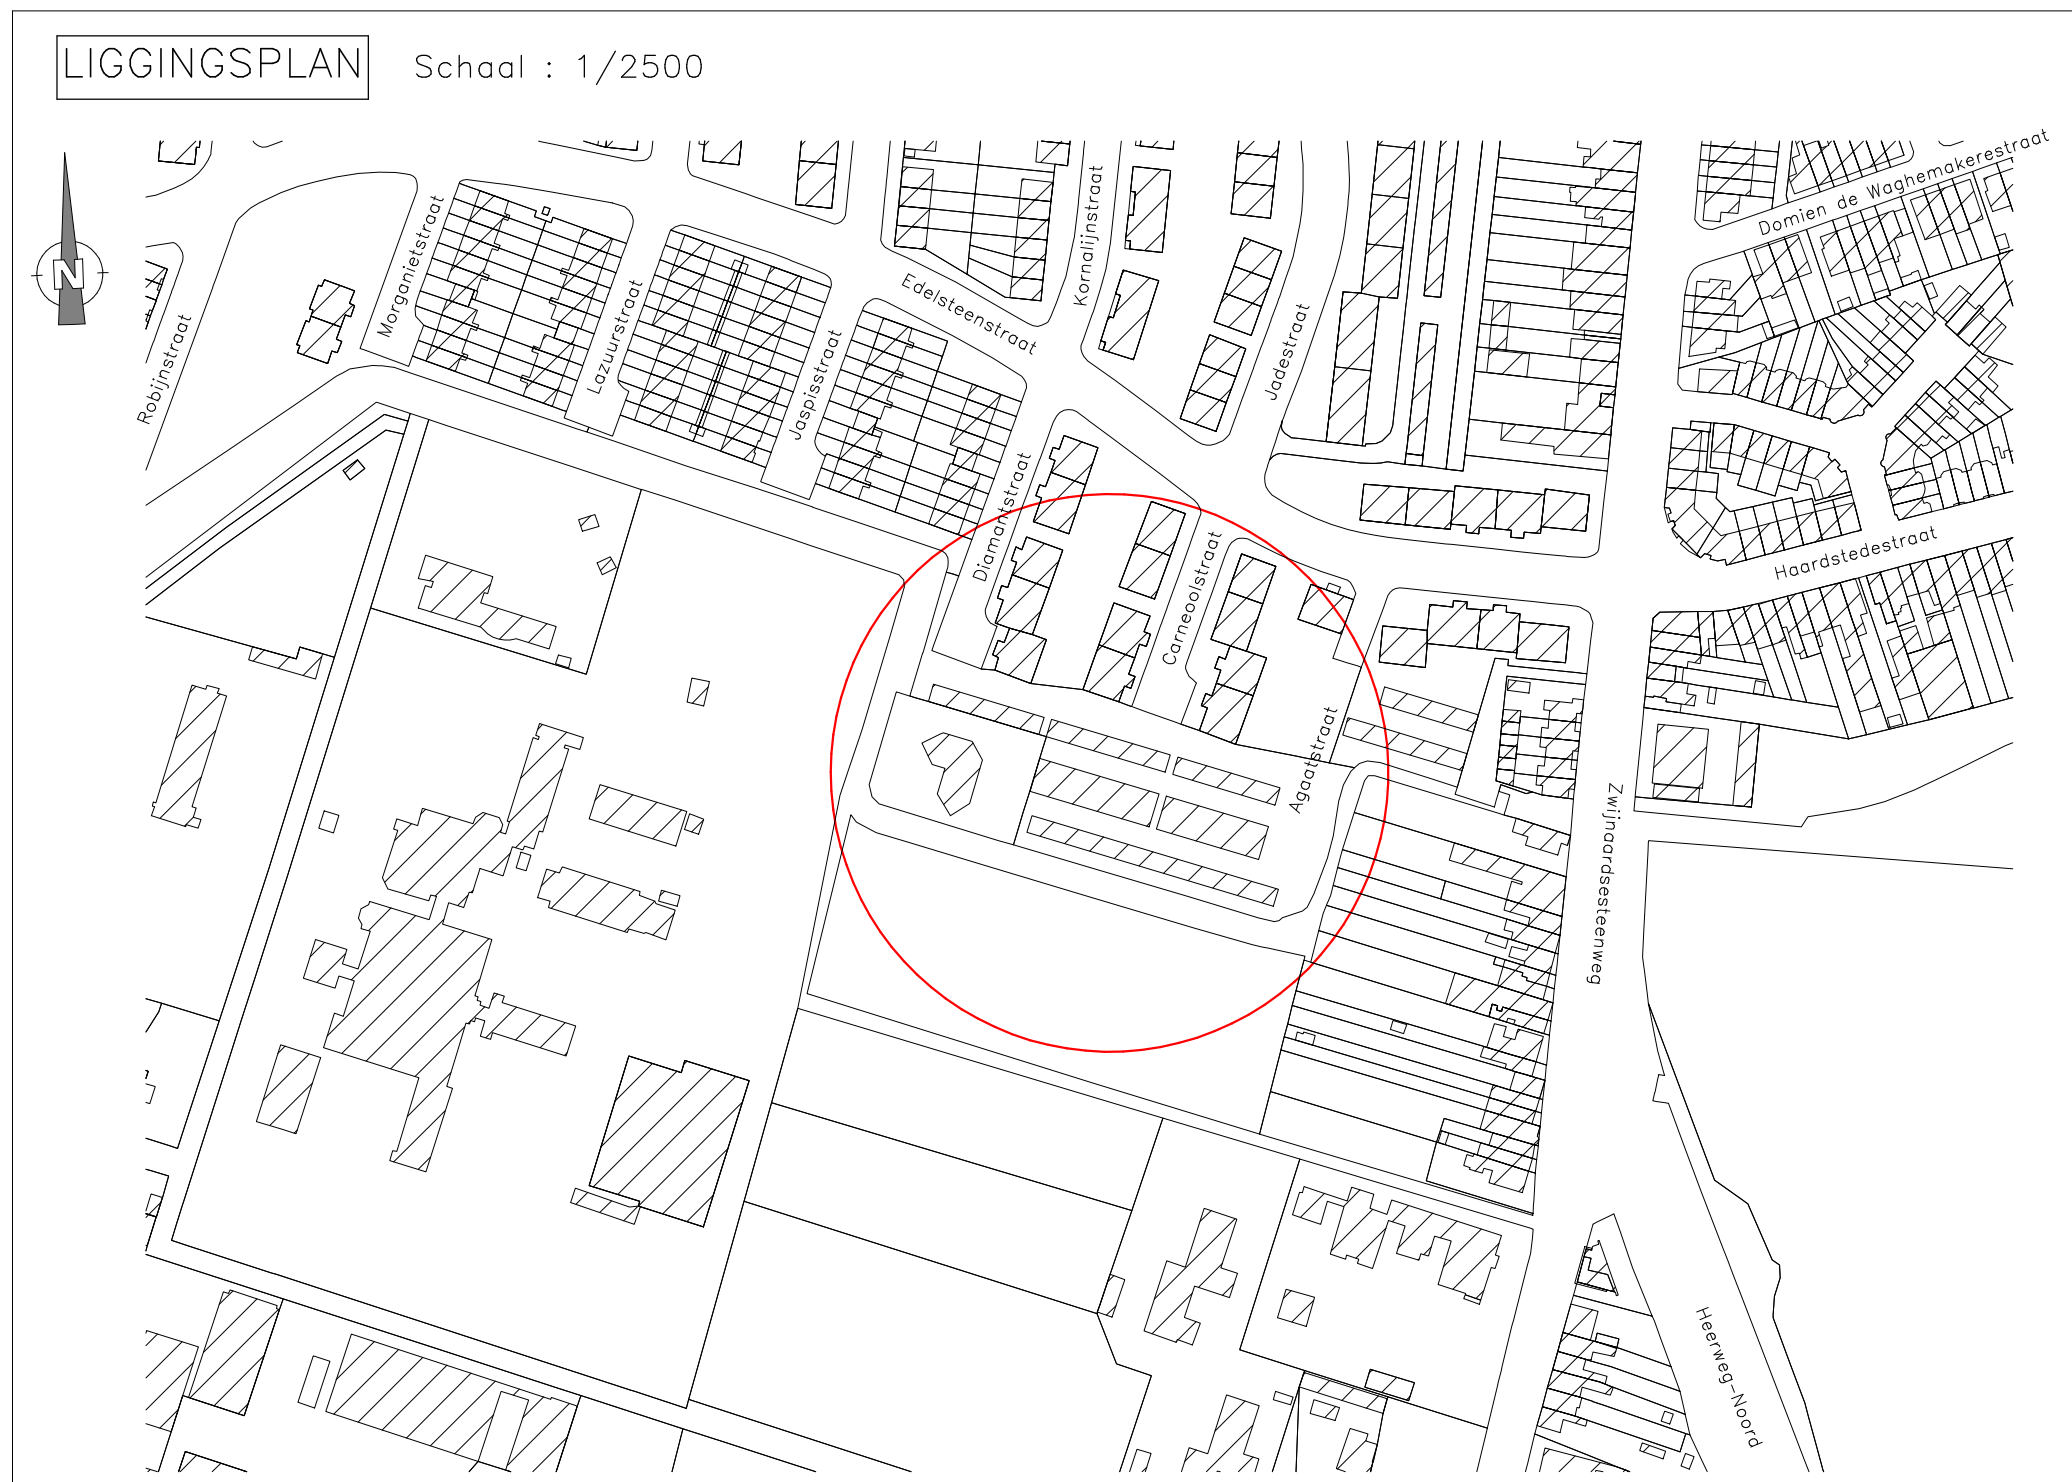 LIGGINGSPLAN Schaal : 1/2500
N
Robijnstraat
Morganietstraat
Lazuurstraat
Jaspisstraat
Edelsteenstraat
Kornalijnstraat
Jadestraat
Domien de Waghemakerestraat
Diamantstraat
Carneoolstraat
Haardstedestraat
Agaatstraat
Zwijnaardsesteenweg
Heerweg-Noord